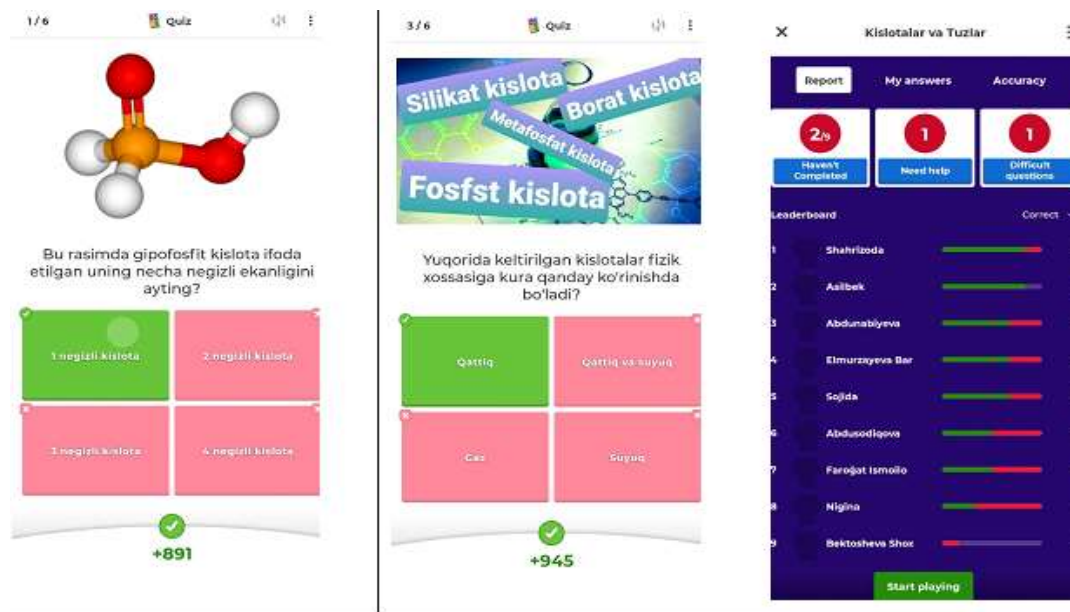 1 / 6
Quiz
Bu rasimda gipofosfit kislota ifoda
etilgan uning necha negizli ekanligini
ayting?
1 negizli kislota
2 negizli kislota
3 negizli kislota
4 negizli kislota
+891
3 / 6
Quiz
Silikat kislota
Borat kislota
Metafosfat kislota
Fosfst kislota
Yuqorida keltirilgan kislotalar fizik
xossasiga kura qanday ko'rinishda
bo'ladi?
Qattiq
Qattiq va suyuq
Gaz
Suyuq
+945
Kislotalar va Tuzlar
Report
My answers
Accuracy
2/9
Haven't
Completed
1
Need help
1
Difficult
questions
Leaderboard
Correct
1 Shahrizoda
2 Asilbek
3 Abdunabiyeva
4 Elmurzayeva Bar
5 Sojida
6 Abdusodiqova
7 Faroğat Ismoilo
8 Nigina
9 Bektosheva Shox
Start playing